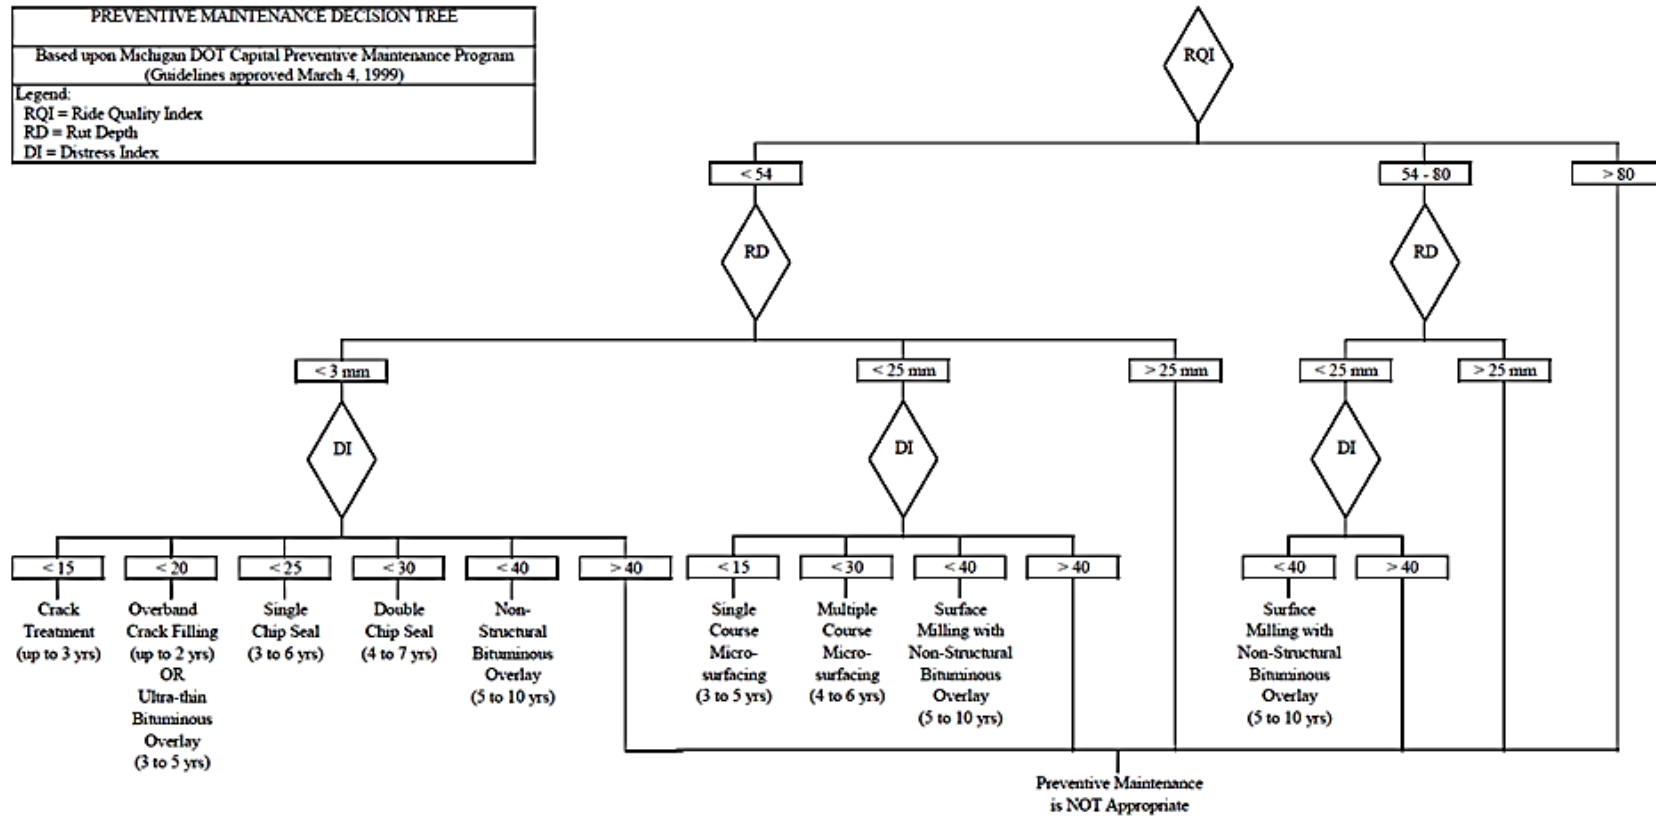 PREVENTIVE MAINTENANCE DECISION TREE
Based upon Michigan DOT Capital Preventive Maintenance Program
(Guidelines approved March 4, 1999)
Legend:
RQI = Ride Quality Index
RD = Rut Depth
DI = Distress Index
RQI
< 54
54 - 80
> 80
RD
RD
< 3 mm
< 25 mm
> 25 mm
< 25 mm
> 25 mm
DI
DI
DI
< 15
< 20
< 25
< 30
< 40
> 40
< 15
< 30
< 40
> 40
< 40
> 40
Crack
Treatment
(up to 3 yrs)
Overband
Crack Filling
(up to 2 yrs)
OR
Ultra-thin
Bituminous
Overlay
(3 to 5 yrs)
Single
Chip Seal
(3 to 6 yrs)
Double
Chip Seal
(4 to 7 yrs)
Non-
Structural
Bituminous
Overlay
(5 to 10 yrs)
Single
Course
Micro-
surfacing
(3 to 5 yrs)
Multiple
Course
Micro-
surfacing
(4 to 6 yrs)
Surface
Milling with
Non-Structural
Bituminous
Overlay
(5 to 10 yrs)
Surface
Milling with
Non-Structural
Bituminous
Overlay
(5 to 10 yrs)
Preventive Maintenance
is NOT Appropriate